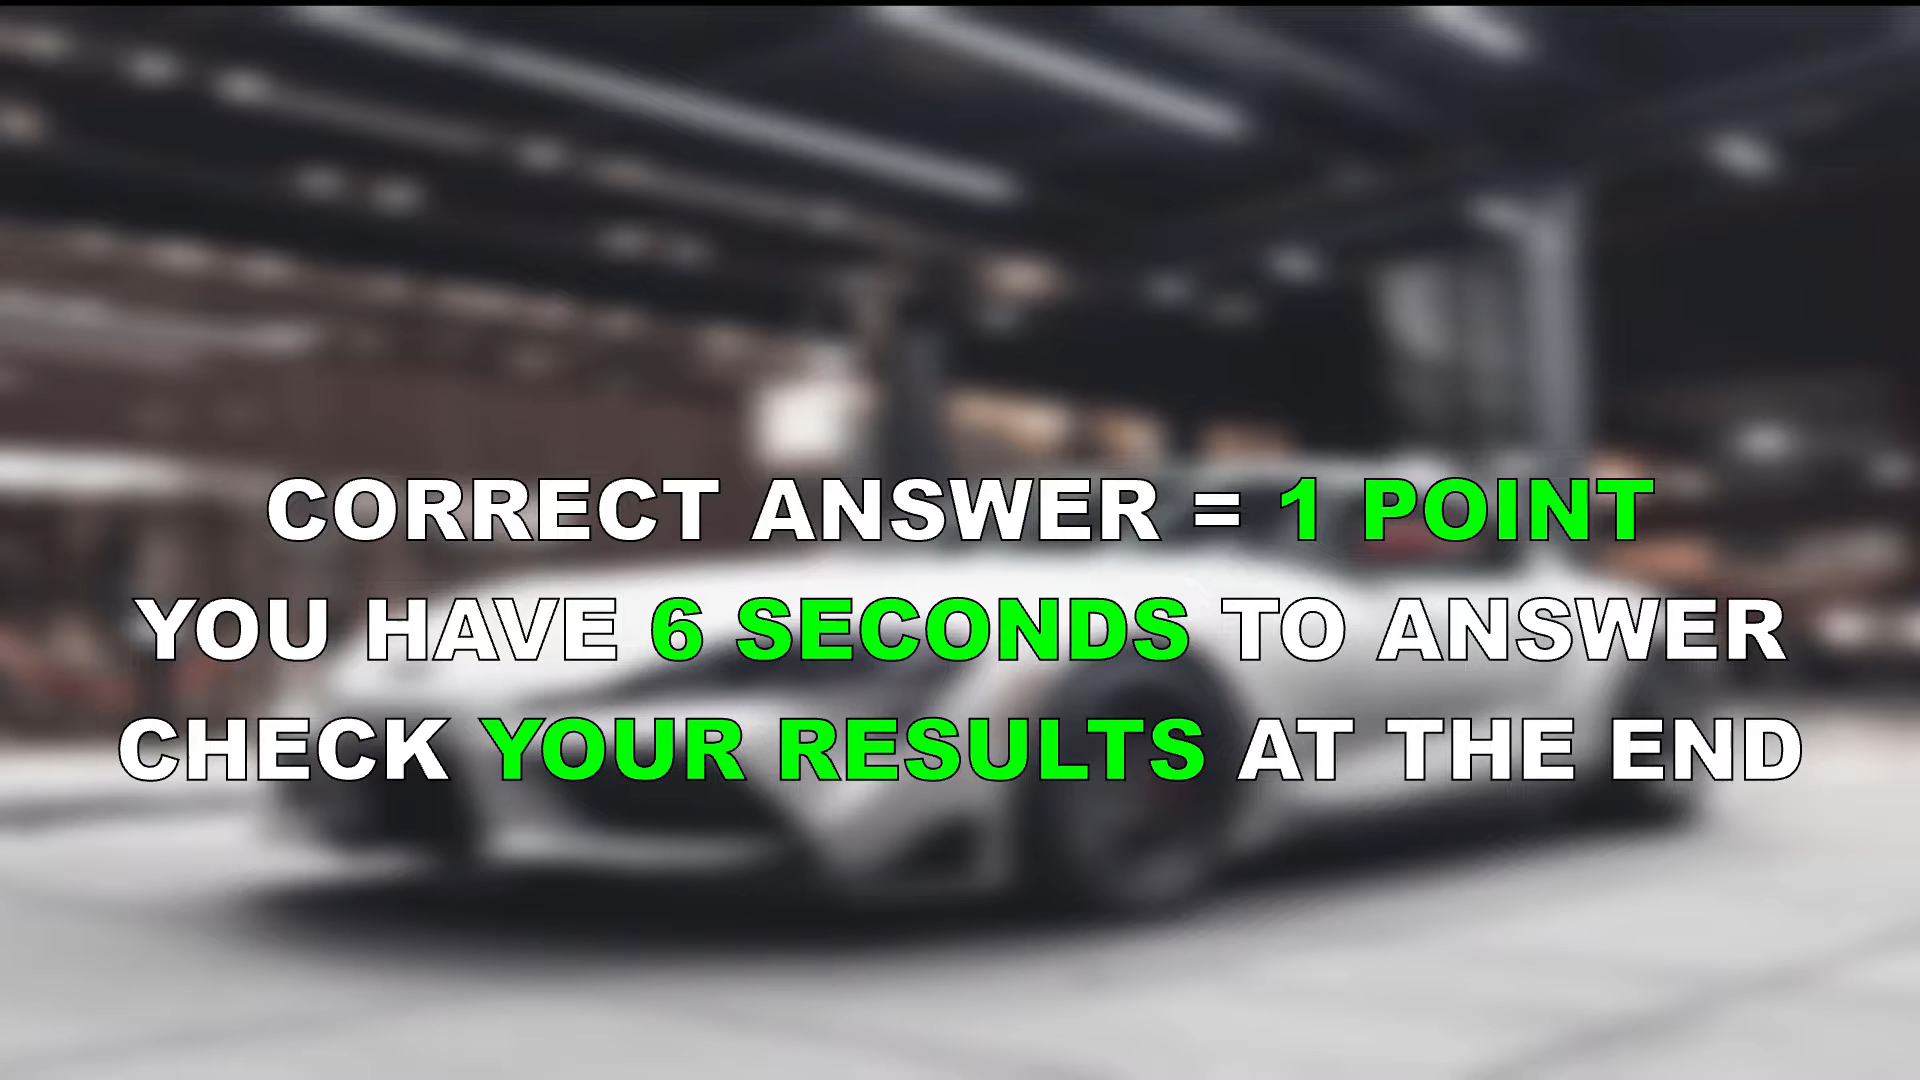 CORRECT ANSWER = 1 POINT
YOU HAVE 6 SECONDS TO ANSWER
CHECK YOUR RESULTS AT THE END